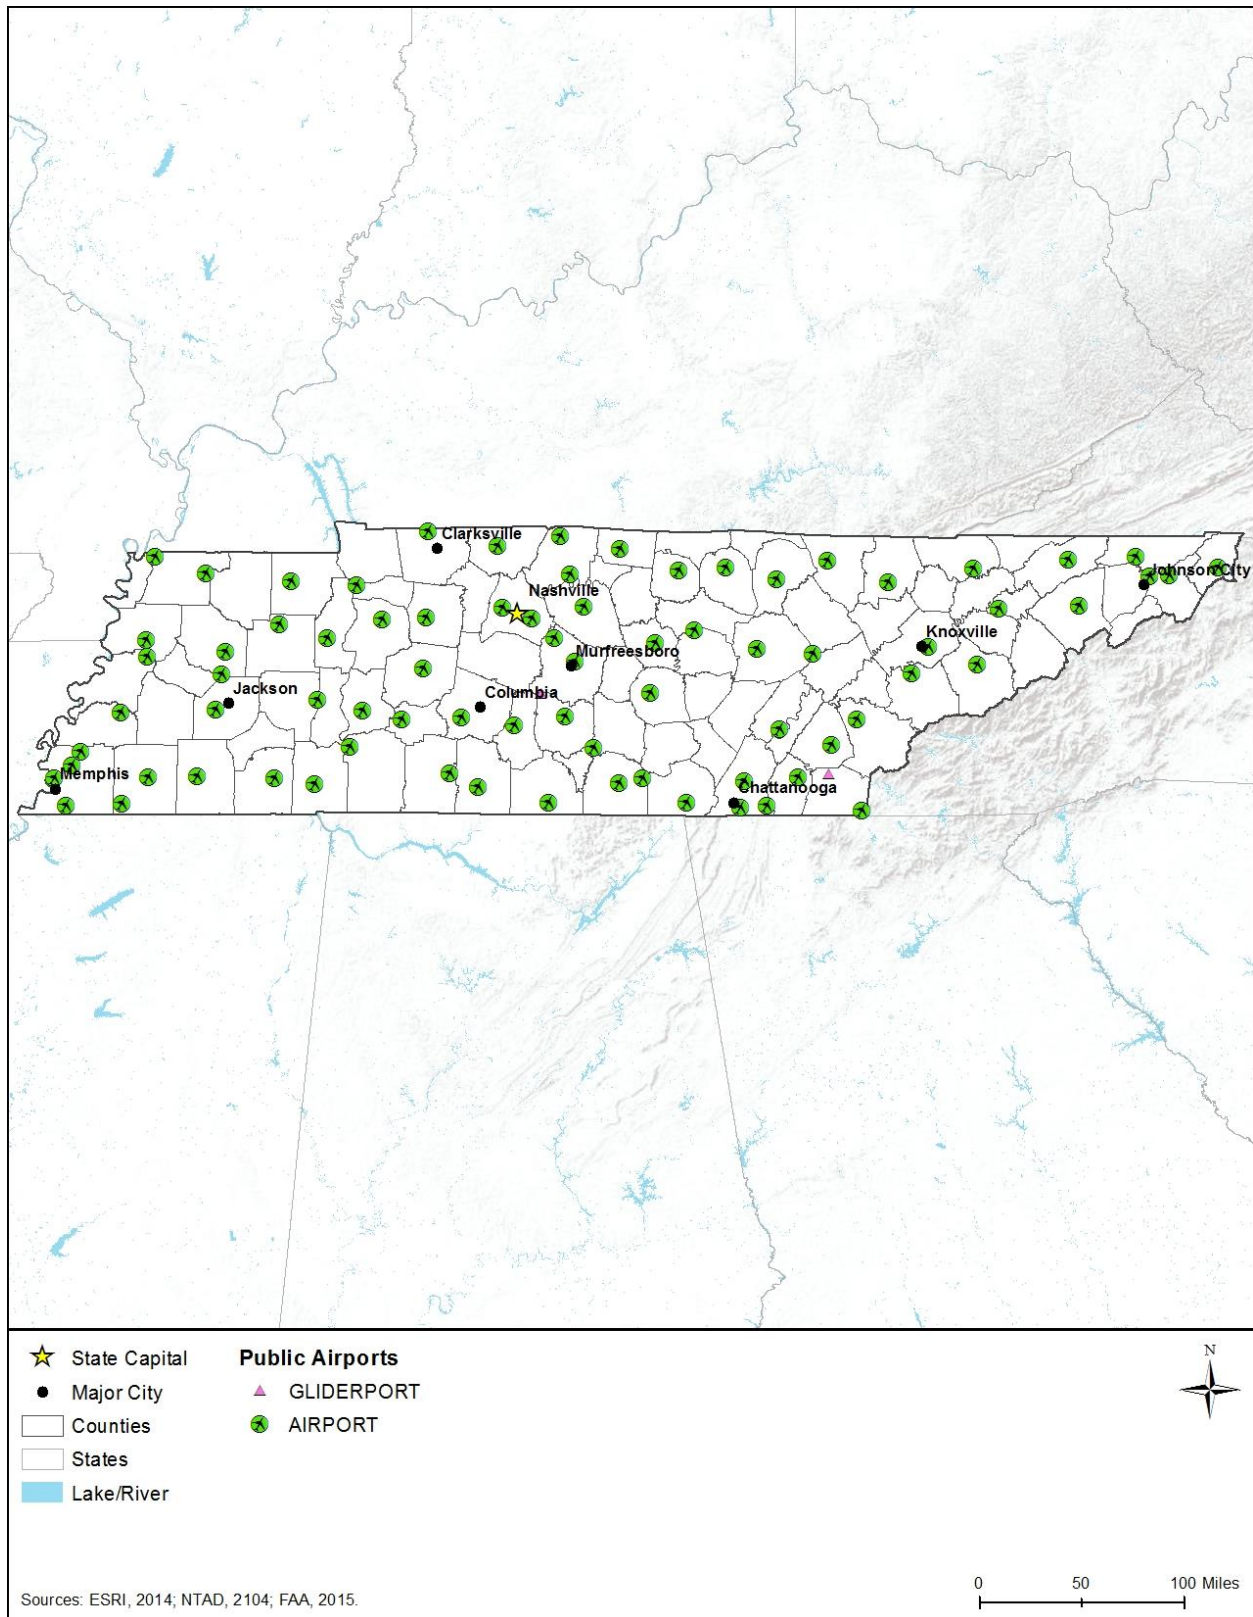 Clarksville
Nashville
Johnson City
Knoxville
Murfreesboro
Jackson
Columbia
Memphis
Chattanooga
State Capital
Major City
Counties
States
Lake/River
Public Airports
GLIDERPORT
AIRPORT
N
0 50 100 Miles
Sources: ESRI, 2014; NTAD, 2104; FAA, 2015.